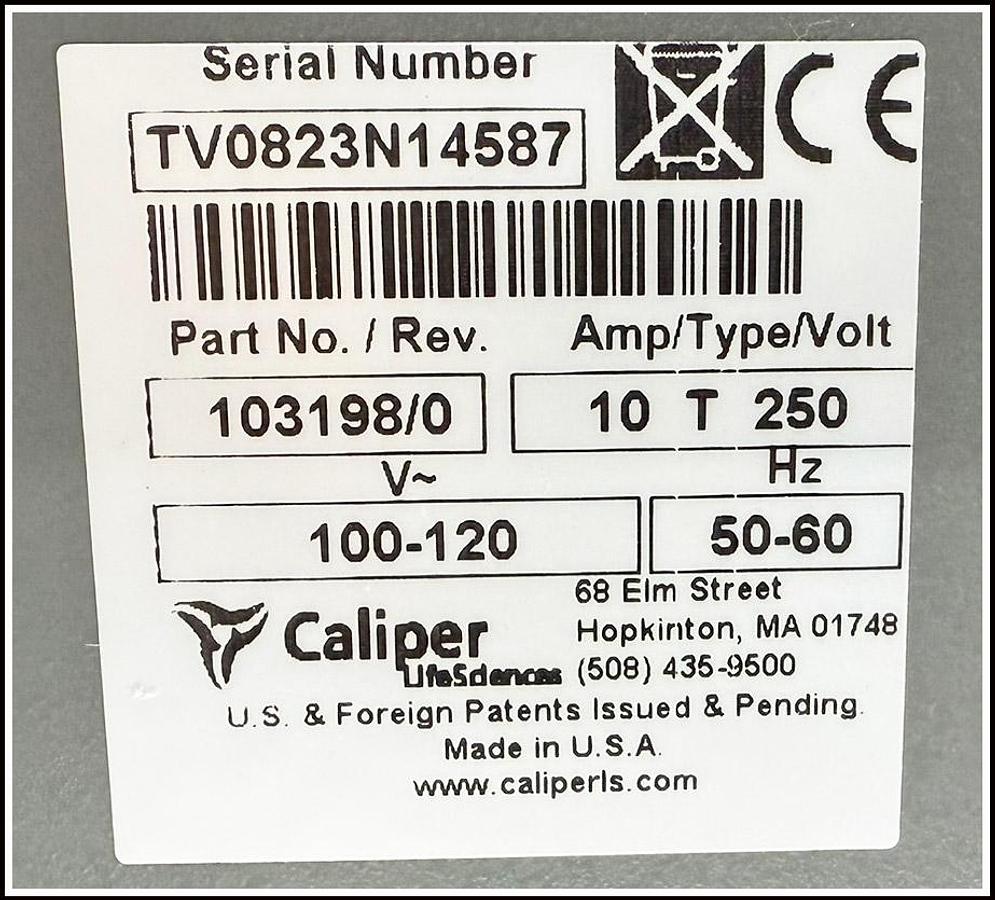 Serial Number
CE
TV0823N14587
Part No. / Rev.
Amp/Type/Volt
103198/0
10 T 250
V~
Hz
100-120
50-60
68 Elm Street
Hopkinton, MA 01748
(508) 435-9500
Caliper
LifeSciences
U.S. & Foreign Patents Issued & Pending.
Made in U.S.A.
www.caliperls.com